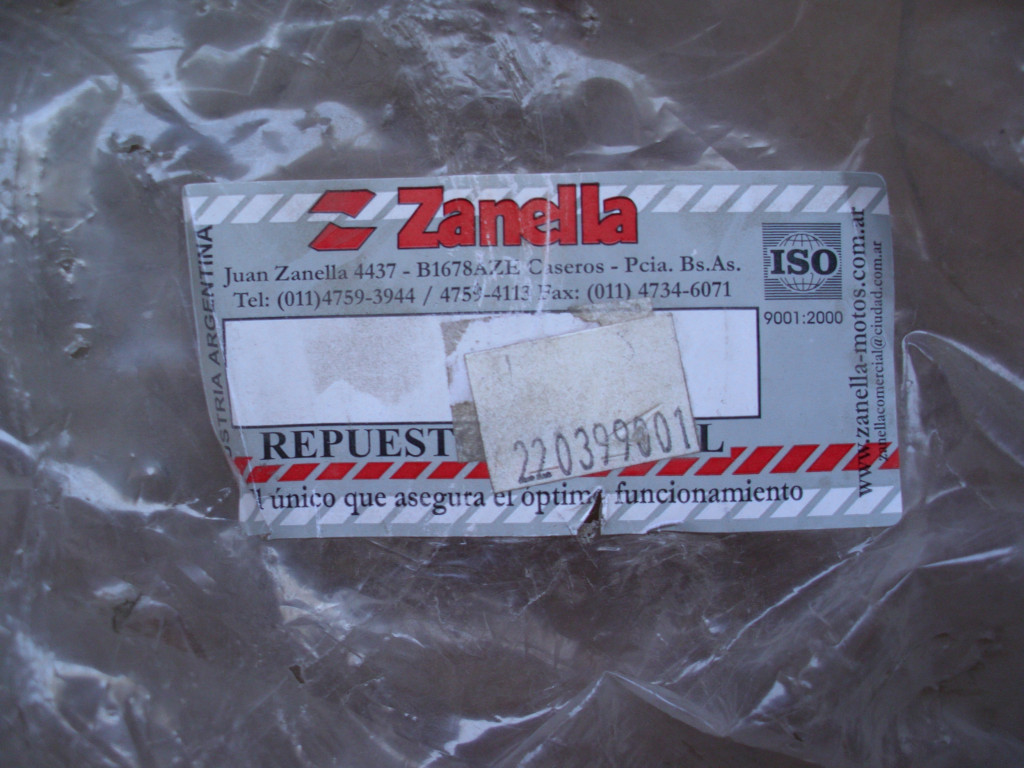 Zanella
Juan Zanella 4437 - B1678AZE Caseros - Pcia. Bs.As.
Tel: (011)4759-3944 / 4759-4113 Fax: (011) 4734-6071
ISO
9001:2000
INDUSTRIA ARGENTINA
www.zanella-motos.com.ar
zanellacomercial@ciudad.com.ar
220399001
REPUEST L
l único que asegura el óptimo funcionamiento